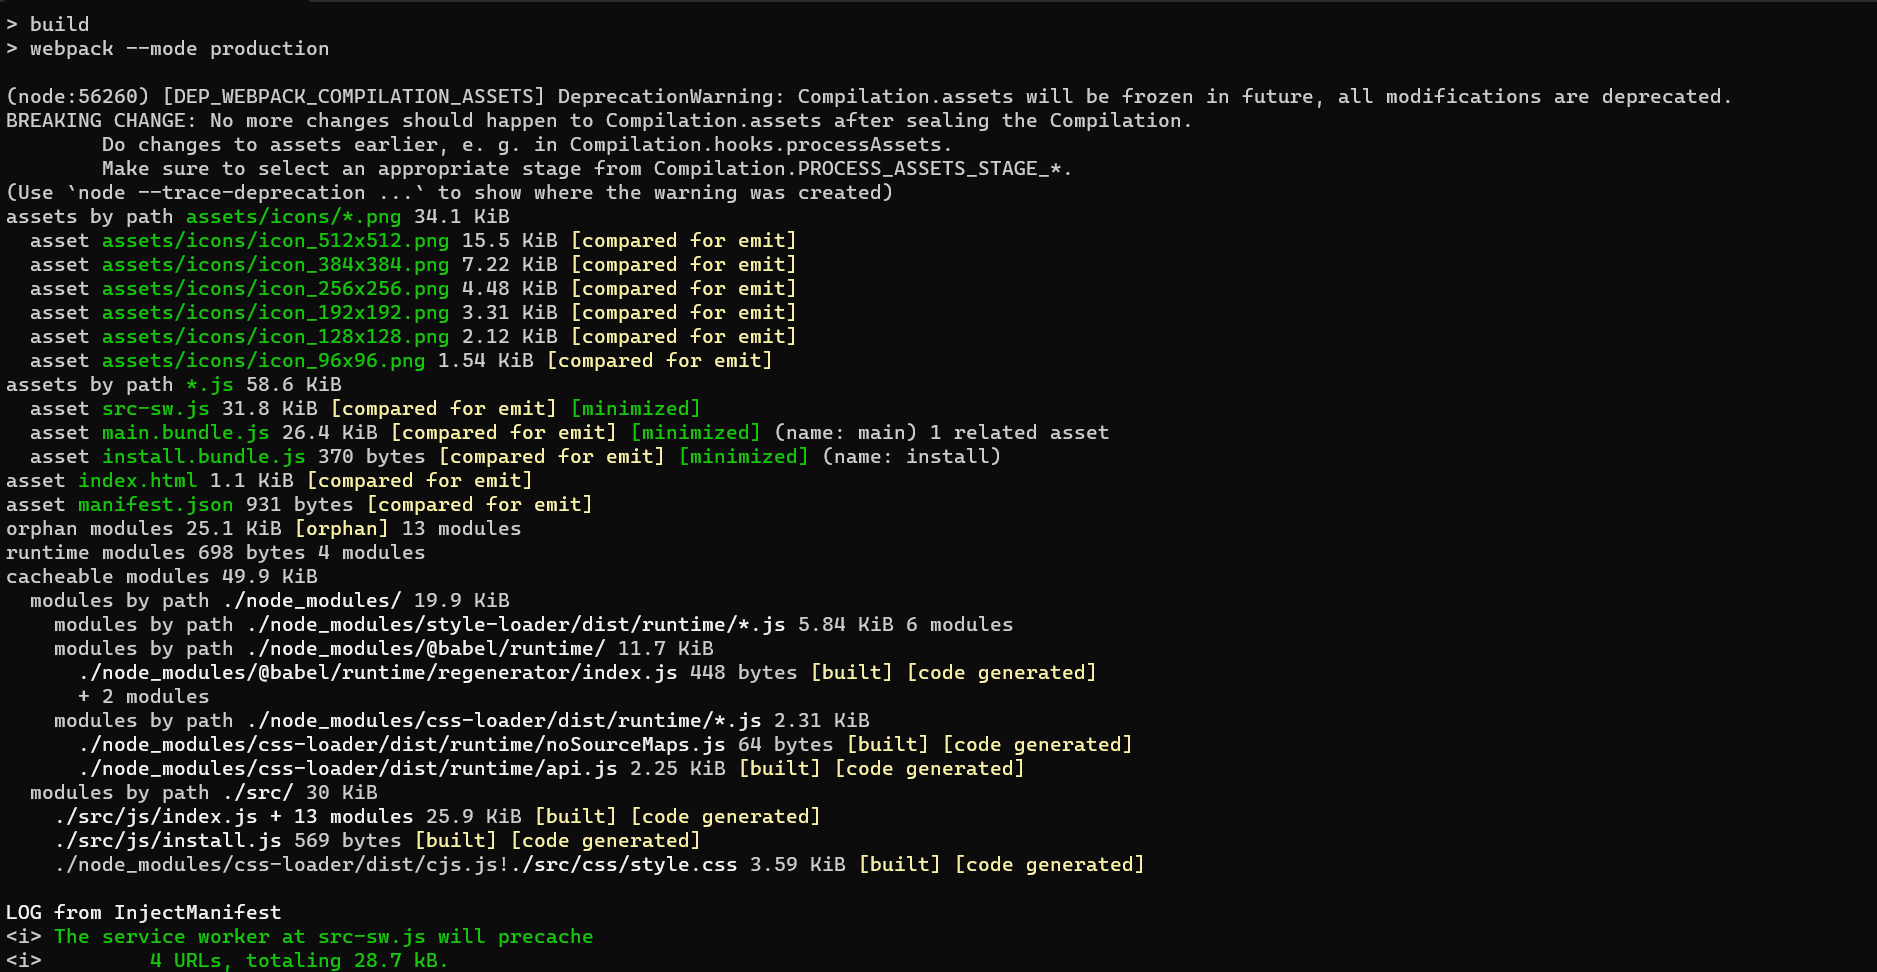 > build
> webpack --mode production
(node:56260) [DEP_WEBPACK_COMPILATION_ASSETS] DeprecationWarning: Compilation.assets will be frozen in future, all modifications are deprecated.
BREAKING CHANGE: No more changes should happen to Compilation.assets after sealing the Compilation.
        Do changes to assets earlier, e. g. in Compilation.hooks.processAssets.
        Make sure to select an appropriate stage from Compilation.PROCESS_ASSETS_STAGE_*.
(Use `node --trace-deprecation ...` to show where the warning was created)
assets by path assets/icons/*.png 34.1 KiB
  asset assets/icons/icon_512x512.png 15.5 KiB [compared for emit]
  asset assets/icons/icon_384x384.png 7.22 KiB [compared for emit]
  asset assets/icons/icon_256x256.png 4.48 KiB [compared for emit]
  asset assets/icons/icon_192x192.png 3.31 KiB [compared for emit]
  asset assets/icons/icon_128x128.png 2.12 KiB [compared for emit]
  asset assets/icons/icon_96x96.png 1.54 KiB [compared for emit]
assets by path *.js 58.6 KiB
  asset src-sw.js 31.8 KiB [compared for emit] [minimized]
  asset main.bundle.js 26.4 KiB [compared for emit] [minimized] (name: main) 1 related asset
  asset install.bundle.js 370 bytes [compared for emit] [minimized] (name: install)
asset index.html 1.1 KiB [compared for emit]
asset manifest.json 931 bytes [compared for emit]
orphan modules 25.1 KiB [orphan] 13 modules
runtime modules 698 bytes 4 modules
cacheable modules 49.9 KiB
  modules by path ./node_modules/ 19.9 KiB
    modules by path ./node_modules/style-loader/dist/runtime/*.js 5.84 KiB 6 modules
    modules by path ./node_modules/@babel/runtime/ 11.7 KiB
      ./node_modules/@babel/runtime/regenerator/index.js 448 bytes [built] [code generated]
      + 2 modules
    modules by path ./node_modules/css-loader/dist/runtime/*.js 2.31 KiB
      ./node_modules/css-loader/dist/runtime/noSourceMaps.js 64 bytes [built] [code generated]
      ./node_modules/css-loader/dist/runtime/api.js 2.25 KiB [built] [code generated]
  modules by path ./src/ 30 KiB
    ./src/js/index.js + 13 modules 25.9 KiB [built] [code generated]
    ./src/js/install.js 569 bytes [built] [code generated]
    ./node_modules/css-loader/dist/cjs.js!./src/css/style.css 3.59 KiB [built] [code generated]
LOG from InjectManifest
<i> The service worker at src-sw.js will precache
<i>         4 URLs, totaling 28.7 kB.